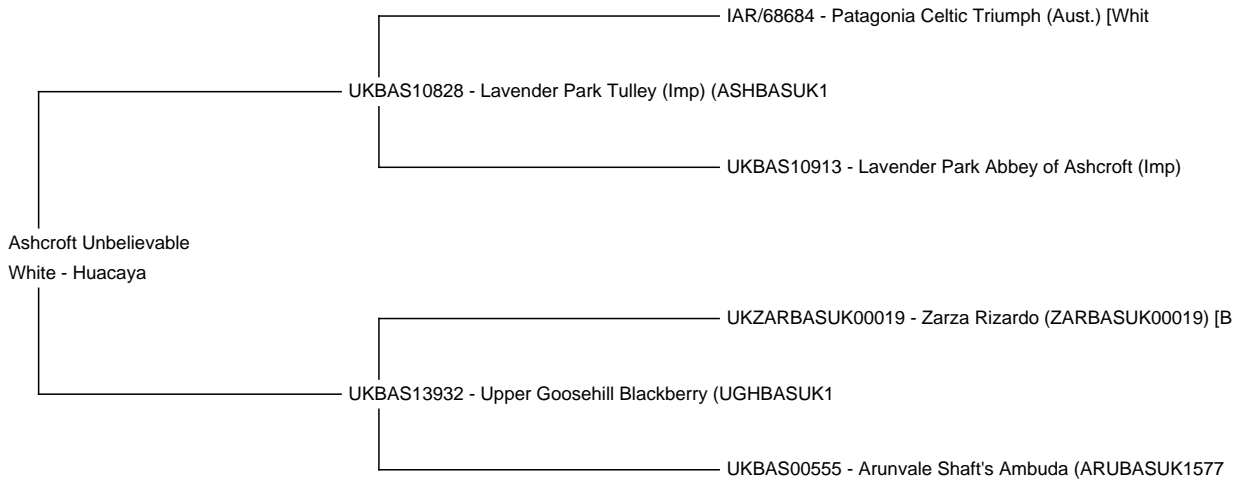 IAR/68684 - Patagonia Celtic Triumph (Aust.) [Whit
UKBAS10828 - Lavender Park Tulley (Imp) (ASHBASUK1
UKBAS10913 - Lavender Park Abbey of Ashcroft (Imp)
Ashcroft Unbelievable
White - Huacaya
UKZARBASUK00019 - Zarza Rizardo (ZARBASUK00019) [B
UKBAS13932 - Upper Goosehill Blackberry (UGHBASUK1
UKBAS00555 - Arunvale Shaft's Ambuda (ARUBASUK1577